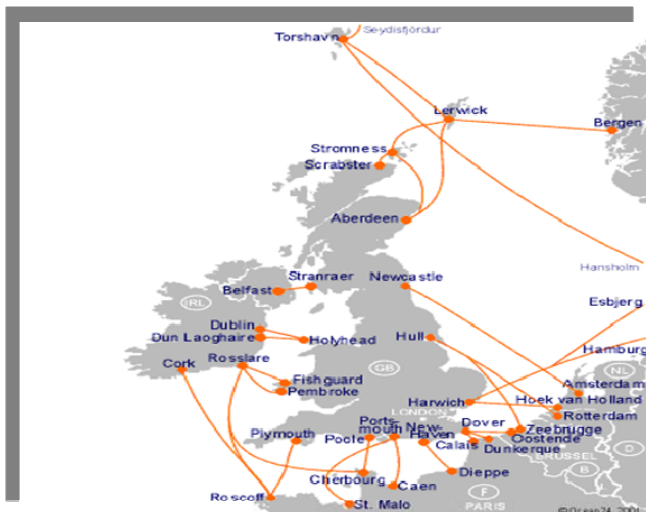 Seydisfjördur
Torshavn
Lerwick
Bergen
Stromness
Scrabster
Aberdeen
Hansholm
Stranraer
Newcastle
Belfast
Esbjerg
IRL
Dublin
Dun Laoghaire
Holyhead
Hull
Hamburg
Cork
Rosslare
GB
NL
Fishguard
Pembroke
Amsterdam
Harwich
Hoek van Holland
LONDON
Rotterdam
Ports-
mouth
New-
Haven
Dover
Zeebrugge
Plymouth
Poole
Calais
Oostende
Dunkerque
BRUSSEL
D
B
Cherbourg
Caen
Dieppe
Roscoff
St. Malo
F
PARIS
© Ocean24, 2001